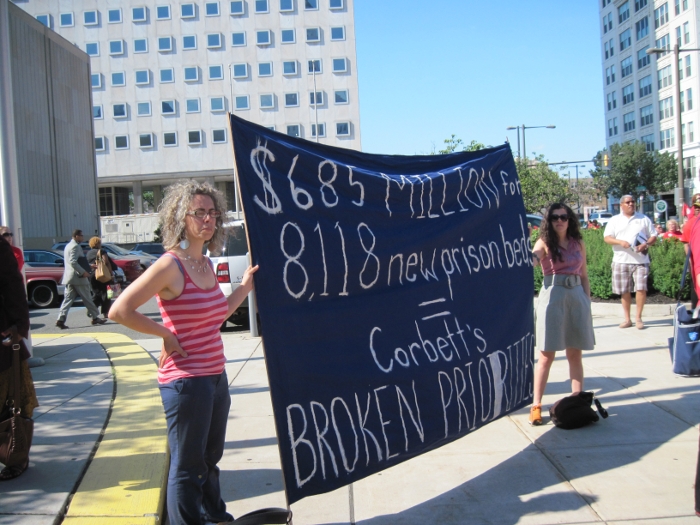 $685 MILLION for
8,118 new prison beds
=
Corbett's
BROKEN PRIORITIES